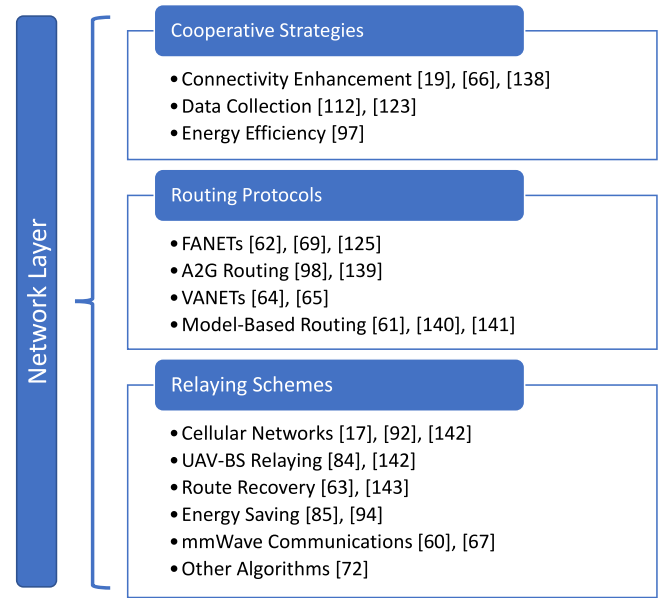 Network Layer
Cooperative Strategies
•Connectivity Enhancement [19], [66], [138]
•Data Collection [112], [123]
•Energy Efficiency [97]
Routing Protocols
•FANETs [62], [69], [125]
•A2G Routing [98], [139]
•VANETs [64], [65]
•Model-Based Routing [61], [140], [141]
Relaying Schemes
•Cellular Networks [17], [92], [142]
•UAV-BS Relaying [84], [142]
•Route Recovery [63], [143]
•Energy Saving [85], [94]
•mmWave Communications [60], [67]
•Other Algorithms [72]